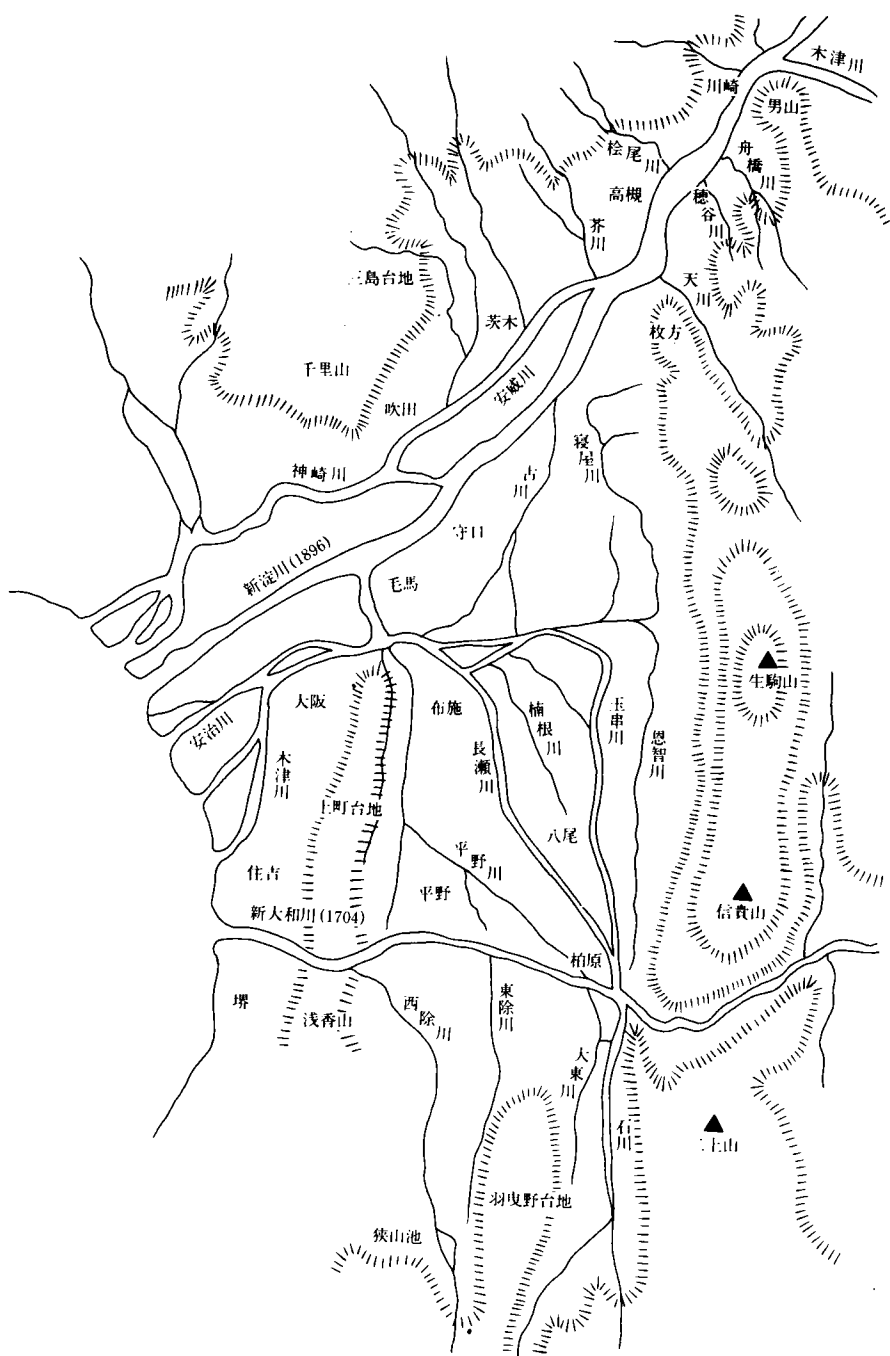 木津川
川崎
男山
桧尾川
舟橋川
高槻
穂谷川
芥川
天川
三島台地
茨木
枚方
千里山
安威川
吹田
寝屋川
神崎川
古川
守口
新淀川(1896)
毛馬
生駒山
大阪
布施
楠根川
玉串川
恩智川
安治川
木津川
長瀬川
上町台地
八尾
平野川
住吉
平野
信貴山
新大和川(1704)
柏原
堺
浅香山
西除川
東除川
大東川
石川
二上山
羽曳野台地
狭山池